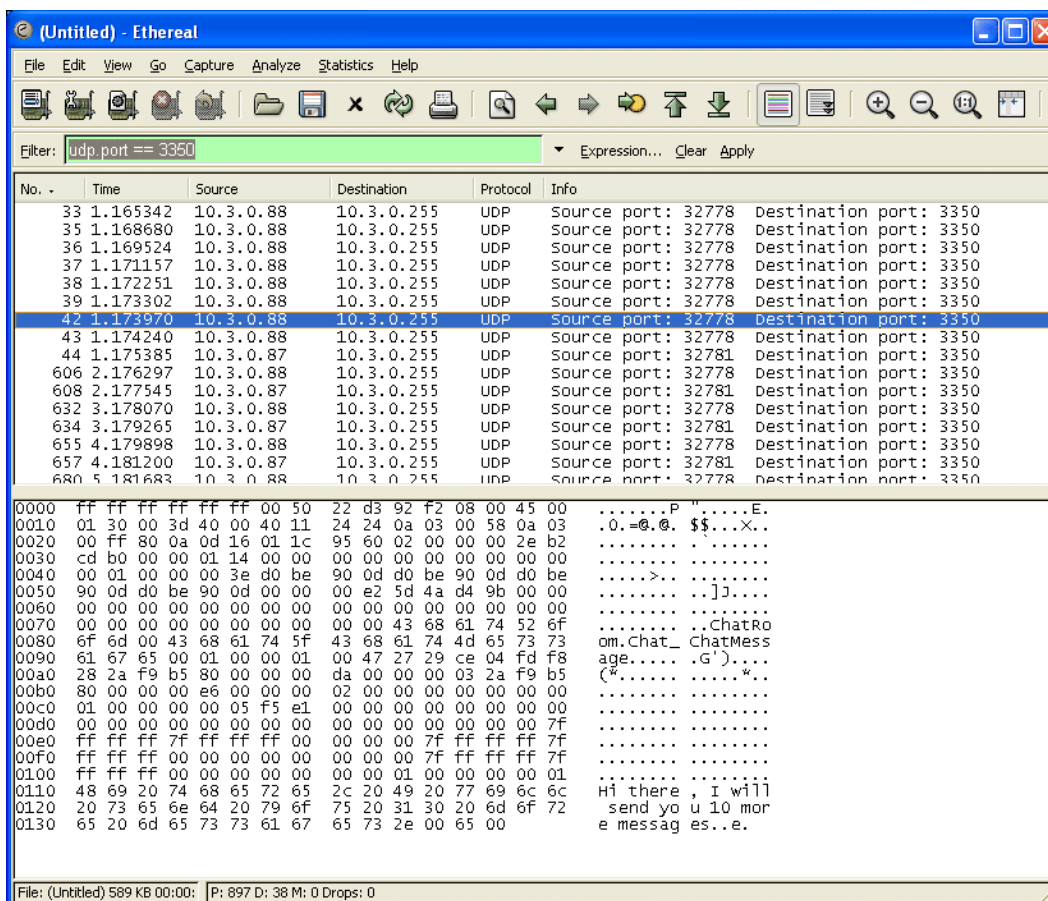 (Untitled) - Ethereal
File Edit View Go Capture Analyze Statistics Help
Filter: udp.port == 3350 Expression... Clear Apply
No. Time Source Destination Protocol Info
33 1.165342 10.3.0.88 10.3.0.255 UDP Source port: 32778 Destination port: 3350
35 1.168680 10.3.0.88 10.3.0.255 UDP Source port: 32778 Destination port: 3350
36 1.169524 10.3.0.88 10.3.0.255 UDP Source port: 32778 Destination port: 3350
37 1.171157 10.3.0.88 10.3.0.255 UDP Source port: 32778 Destination port: 3350
38 1.172251 10.3.0.88 10.3.0.255 UDP Source port: 32778 Destination port: 3350
39 1.173302 10.3.0.88 10.3.0.255 UDP Source port: 32778 Destination port: 3350
42 1.173970 10.3.0.88 10.3.0.255 UDP Source port: 32778 Destination port: 3350
43 1.174240 10.3.0.88 10.3.0.255 UDP Source port: 32778 Destination port: 3350
44 1.175385 10.3.0.87 10.3.0.255 UDP Source port: 32781 Destination port: 3350
606 2.176297 10.3.0.88 10.3.0.255 UDP Source port: 32778 Destination port: 3350
608 2.177545 10.3.0.87 10.3.0.255 UDP Source port: 32781 Destination port: 3350
632 3.178070 10.3.0.88 10.3.0.255 UDP Source port: 32778 Destination port: 3350
634 3.179265 10.3.0.87 10.3.0.255 UDP Source port: 32781 Destination port: 3350
655 4.179898 10.3.0.88 10.3.0.255 UDP Source port: 32778 Destination port: 3350
657 4.181200 10.3.0.87 10.3.0.255 UDP Source port: 32781 Destination port: 3350
680 5.181683 10.3.0.88 10.3.0.255 UDP Source port: 32778 Destination port: 3350
0000 ff ff ff ff ff ff 00 50 22 d3 92 f2 08 00 45 00 .......P ".....E.
0010 01 30 00 3d 40 00 40 11 24 24 0a 03 00 58 0a 03 .0.=@.@. $$...X..
0020 00 ff 80 0a 0d 16 01 1c 95 60 02 00 00 00 2e b2 ........ .`......
0030 cd b0 00 00 01 14 00 00 00 00 00 00 00 00 00 00 ........ ........
0040 00 01 00 00 00 3e d0 be 90 0d d0 be 90 0d d0 be .....>.. ........
0050 90 0d d0 be 90 0d 00 00 00 e2 5d 4a d4 9b 00 00 ........ ..]J....
0060 00 00 00 00 00 00 00 00 00 00 00 00 00 00 00 00 ........ ........
0070 00 00 00 00 00 00 00 00 00 00 43 68 61 74 52 6f ........ ..ChatRo
0080 6f 6d 00 43 68 61 74 5f 43 68 61 74 4d 65 73 73 om.Chat_ ChatMess
0090 61 67 65 00 01 00 00 01 00 47 27 29 ce 04 fd f8 age..... .G')....
00a0 28 2a f9 b5 80 00 00 00 da 00 00 00 03 2a f9 b5 (*...... .....*..
00b0 80 00 00 00 e6 00 00 00 02 00 00 00 00 00 00 00 ........ ........
00c0 01 00 00 00 00 05 f5 e1 00 00 00 00 00 00 00 00 ........ ........
00d0 00 00 00 00 00 00 00 00 00 00 00 00 00 00 00 7f ........ ........
00e0 ff ff ff 7f ff ff ff 00 00 00 00 7f ff ff ff 7f ........ ........
00f0 ff ff ff 00 00 00 00 00 00 00 00 7f ff ff ff 7f ........ ........
0100 ff ff ff 00 00 00 00 00 00 00 01 00 00 00 00 01 ........ ........
0110 48 69 20 74 68 65 72 65 2c 20 49 20 77 69 6c 6c Hi there , I will
0120 20 73 65 6e 64 20 79 6f 75 20 31 30 20 6d 6f 72 send yo u 10 mor
0130 65 20 6d 65 73 73 61 67 65 73 2e 00 65 00 e messag es..e.
File: (Untitled) 589 KB 00:00: P: 897 D: 38 M: 0 Drops: 0